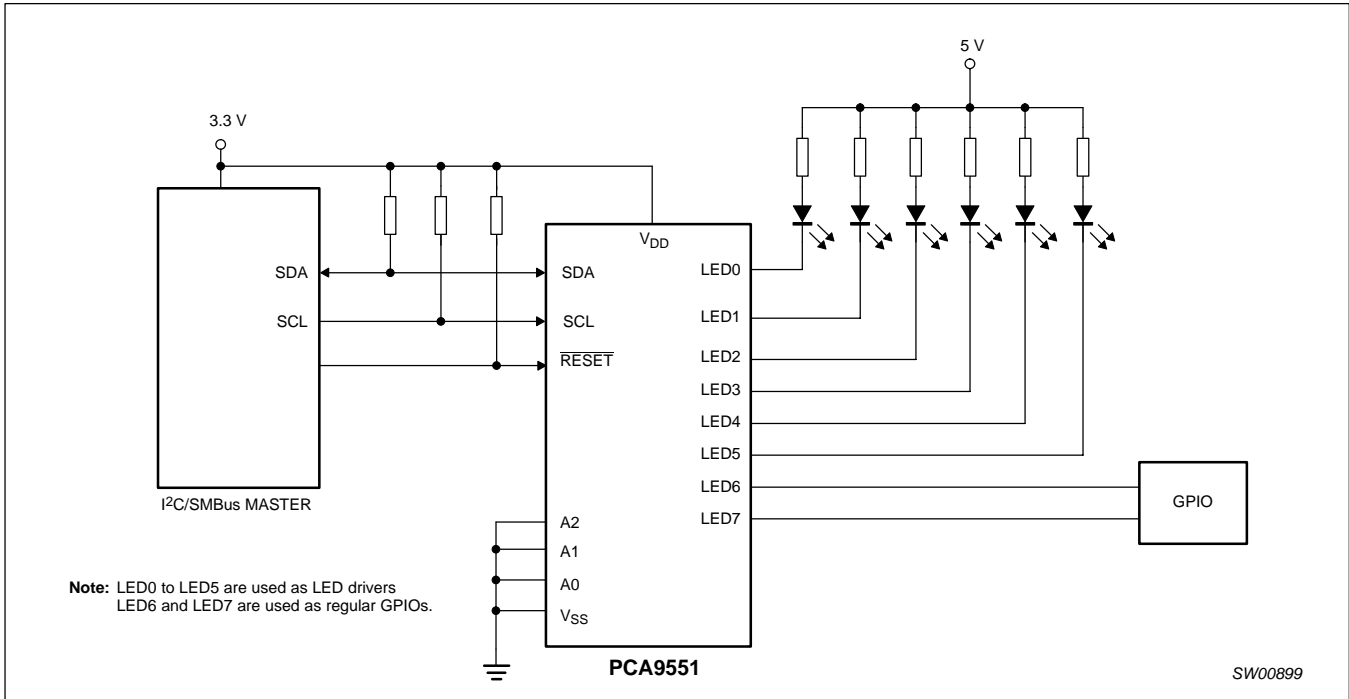 5 V
3.3 V
SDA
SCL
I²C/SMBus MASTER
VDD
SDA
SCL
RESET
A2
A1
A0
VSS
LED0
LED1
LED2
LED3
LED4
LED5
LED6
LED7
GPIO
PCA9551
Note: LED0 to LED5 are used as LED drivers
LED6 and LED7 are used as regular GPIOs.
SW00899